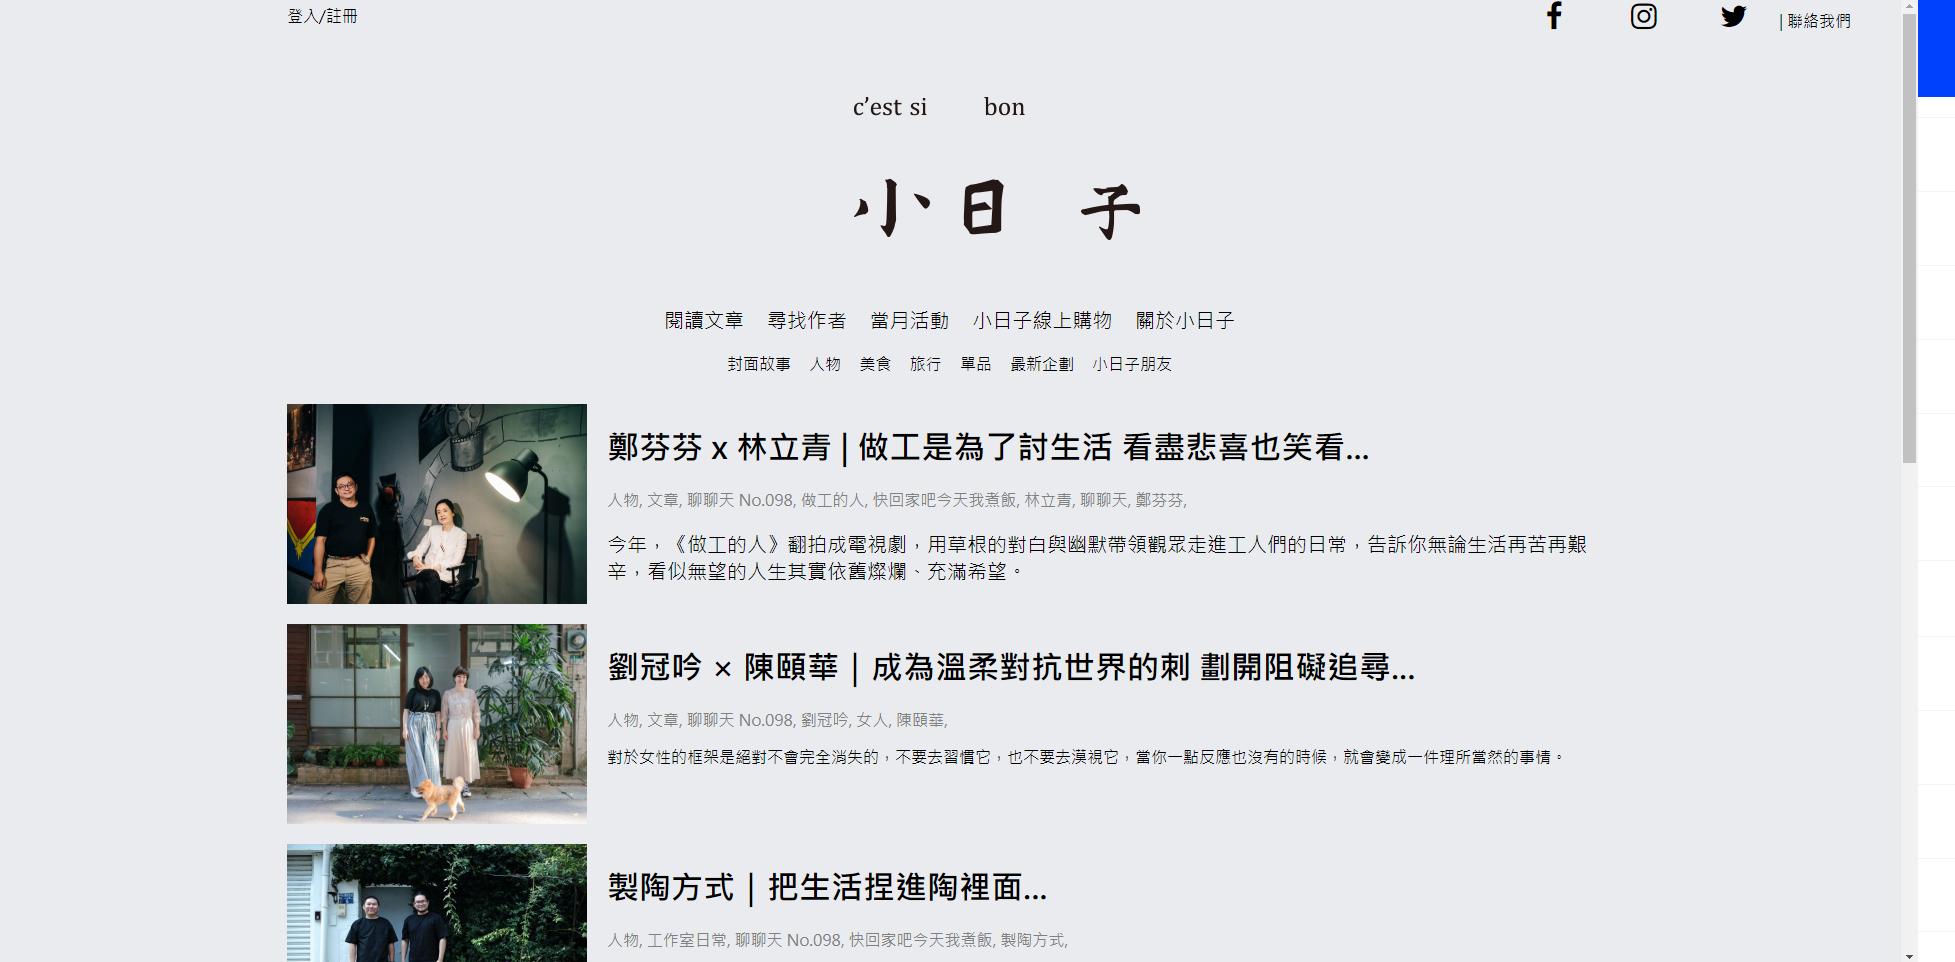 登入/註冊
| 聯絡我們
c’est si bon
小日 子
閱讀文章 尋找作者 當月活動 小日子線上購物 關於小日子
封面故事 人物 美食 旅行 單品 最新企劃 小日子朋友
鄭芬芬 x 林立青 | 做工是為了討生活 看盡悲喜也笑看...
人物, 文章, 聊聊天 No.098, 做工的人, 快回家吧今天我煮飯, 林立青, 聊聊天, 鄭芬芬,
今年，《做工的人》翻拍成電視劇，用草根的對白與幽默帶領觀眾走進工人們的日常，告訴你無論生活再苦再艱
辛，看似無望的人生其實依舊燦爛、充滿希望。
劉冠吟 × 陳頤華｜成為溫柔對抗世界的刺 劃開阻礙追尋...
人物, 文章, 聊聊天 No.098, 劉冠吟, 女人, 陳頤華,
對於女性的框架是絕對不會完全消失的，不要去習慣它，也不要去漠視它，當你一點反應也沒有的時候，就會變成一件理所當然的事情。
製陶方式｜把生活捏進陶裡面...
人物, 工作室日常, 聊聊天 No.098, 快回家吧今天我煮飯, 製陶方式,